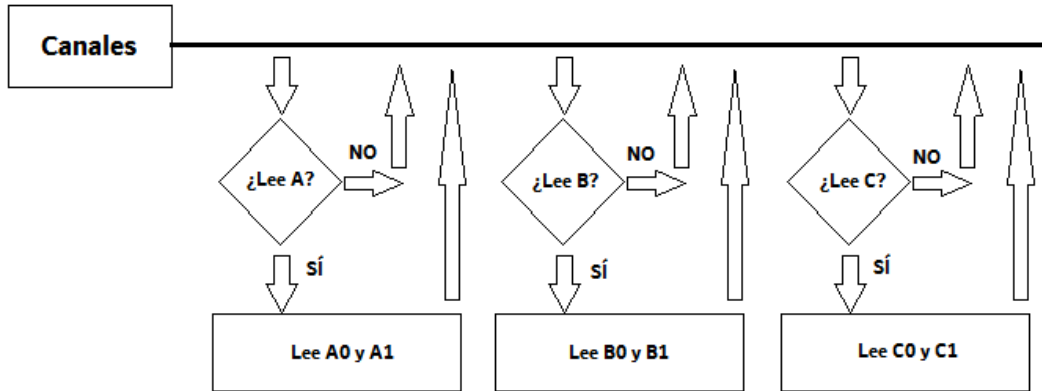 Canales
¿Lee A?
NO
SÍ
Lee A0 y A1
¿Lee B?
NO
SÍ
Lee B0 y B1
¿Lee C?
NO
SÍ
Lee C0 y C1